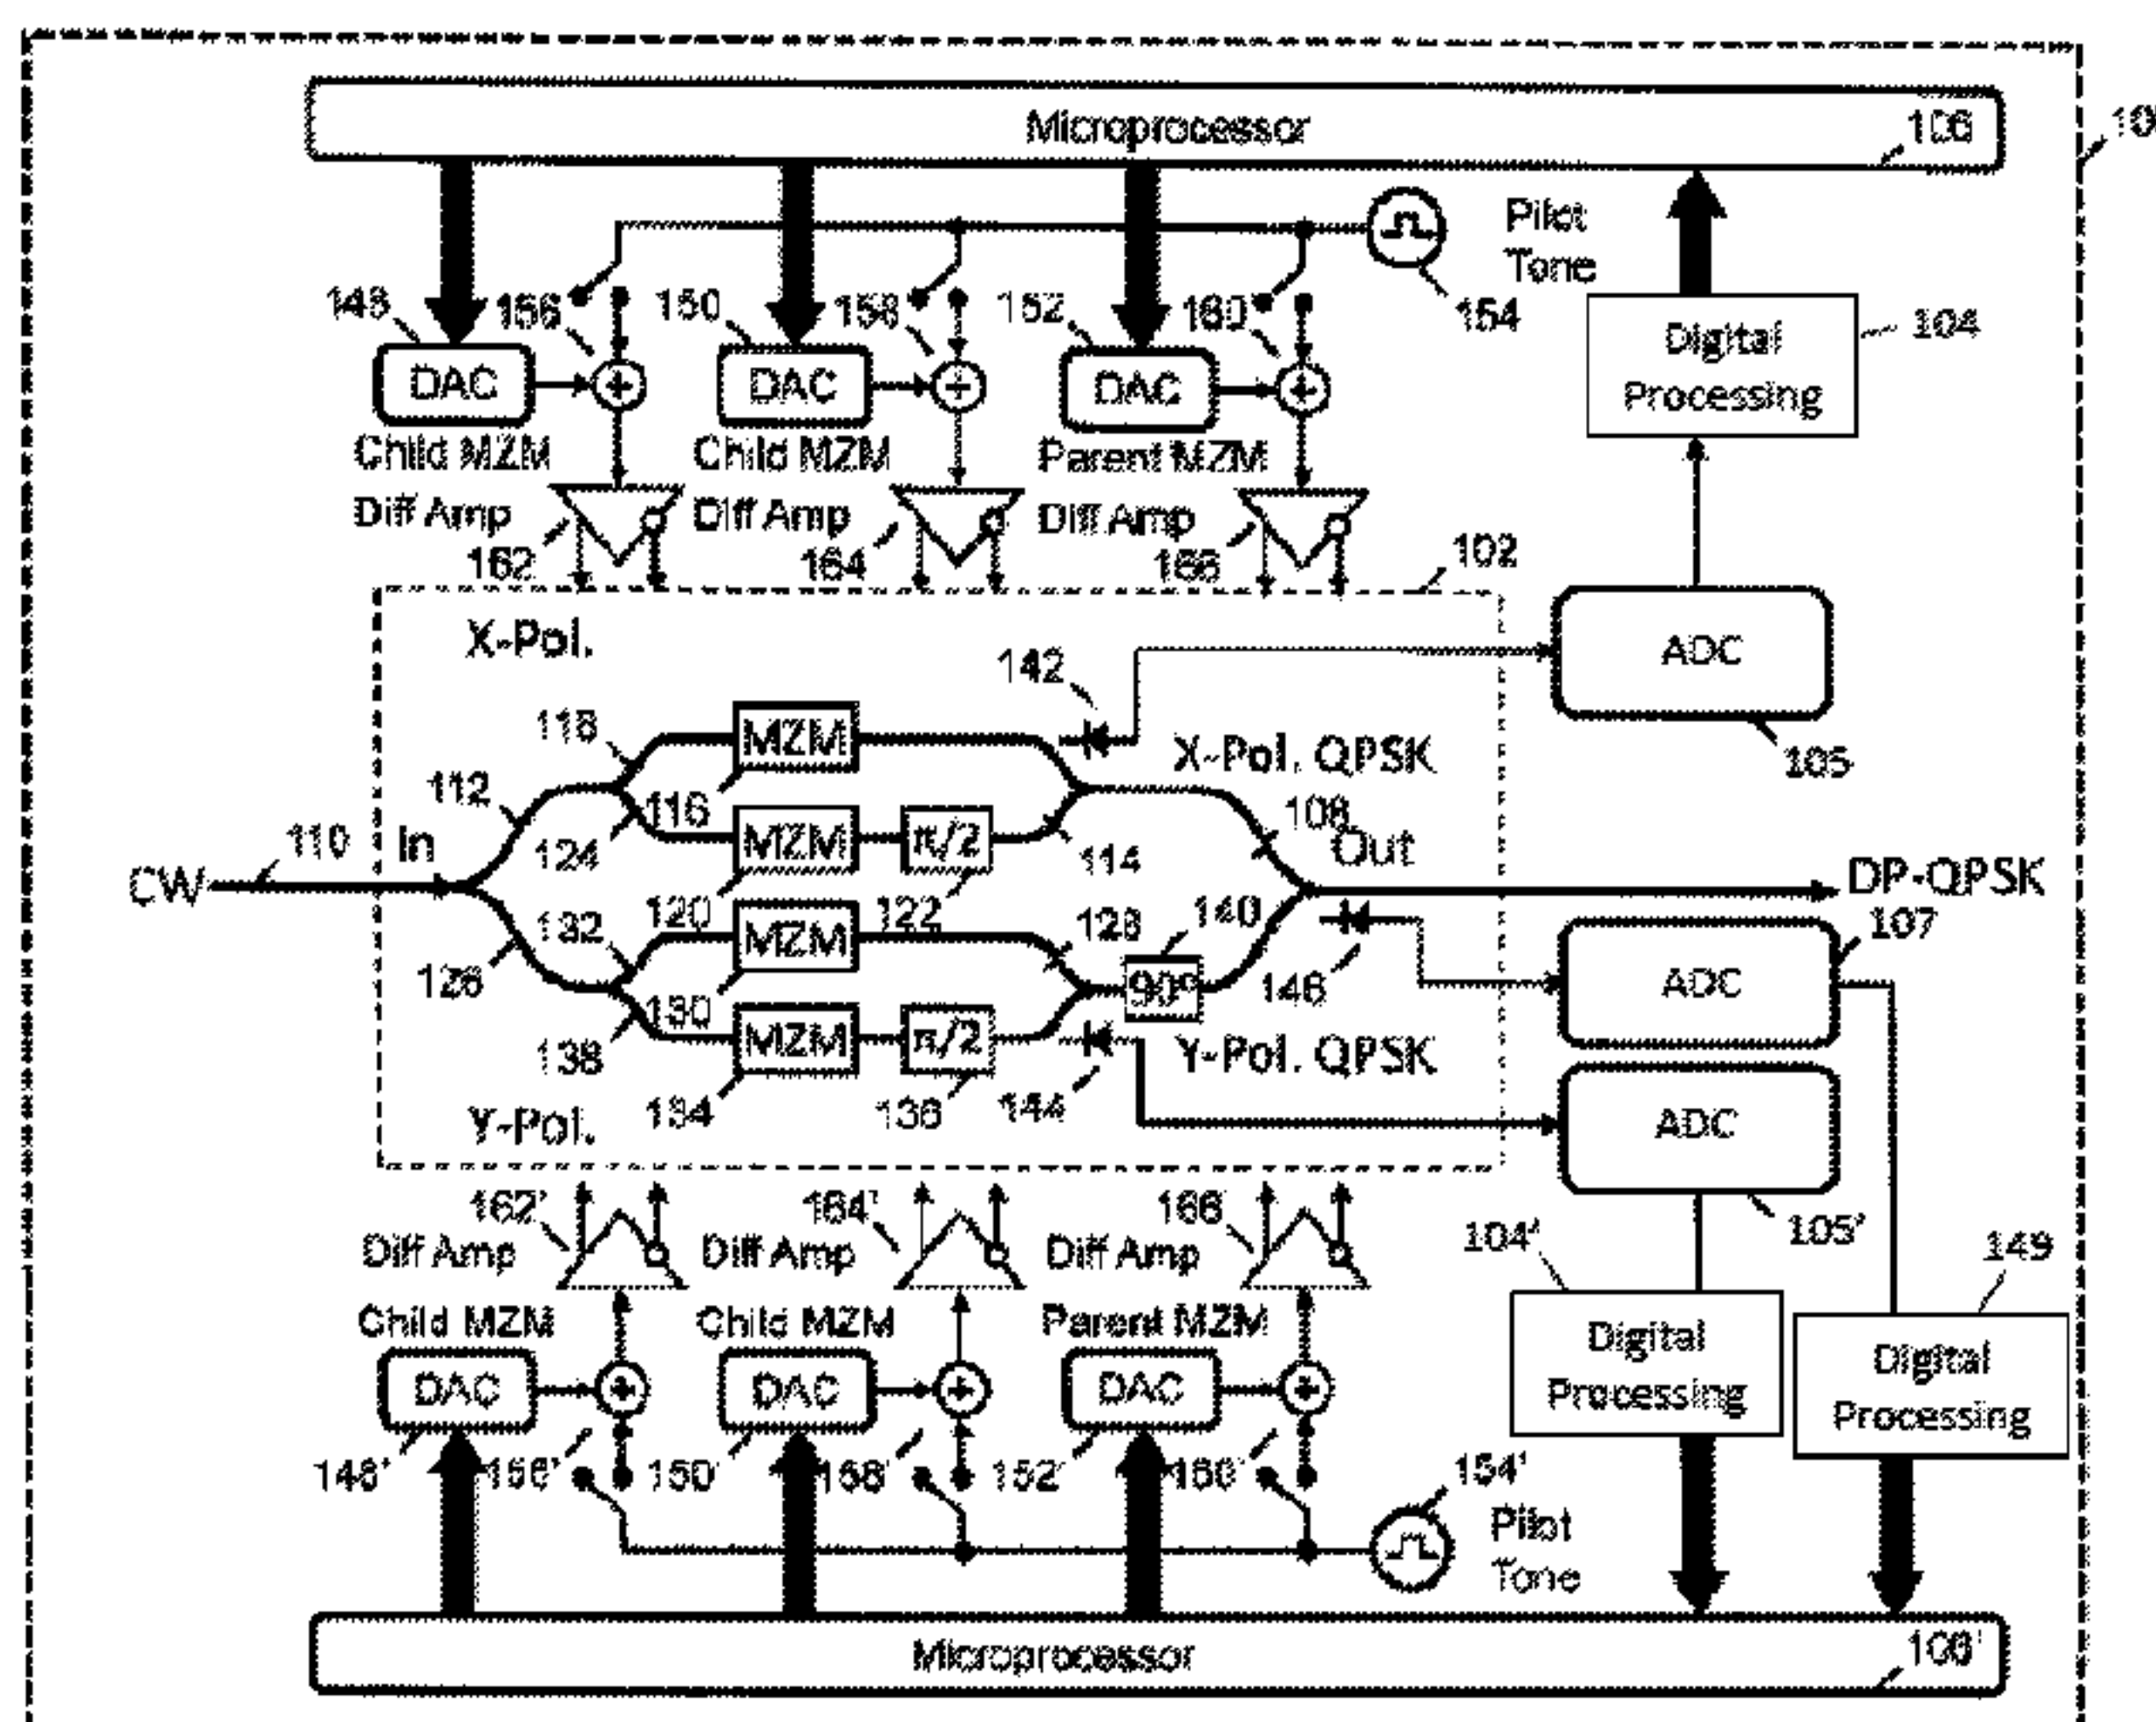 Microprocessor
106
Pilot
Tone
154
148
156
150
158
152
160
DAC
DAC
DAC
Digital
Processing
104
Child MZM
Child MZM
Parent MZM
Diff Amp
Diff Amp
Diff Amp
162
164
166
102
X-Pol.
ADC
105
142
118
MZM
X-Pol. QPSK
112
116
108
110
In
124
MZM
π/2
114
Out
CW
DP-QPSK
120
122
140
107
132
MZM
128
126
90°
146
ADC
130
138
MZM
π/2
Y-Pol. QPSK
134
136
144
Y-Pol.
ADC
105'
162'
164'
166'
104'
149
Diff Amp
Diff Amp
Diff Amp
Child MZM
Child MZM
Parent MZM
DAC
DAC
DAC
Digital
Processing
Digital
Processing
148'
156'
150'
158'
152'
160'
154'
Pilot
Tone
Microprocessor
106'